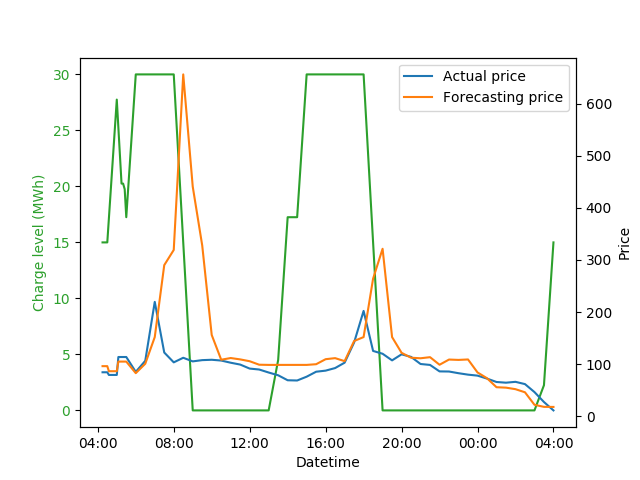 Actual price
Forecasting price
30
25
20
15
10
5
0
Charge level (MWh)
600
500
400
300
200
100
0
Price
04:00 08:00 12:00 16:00 20:00 00:00 04:00
Datetime